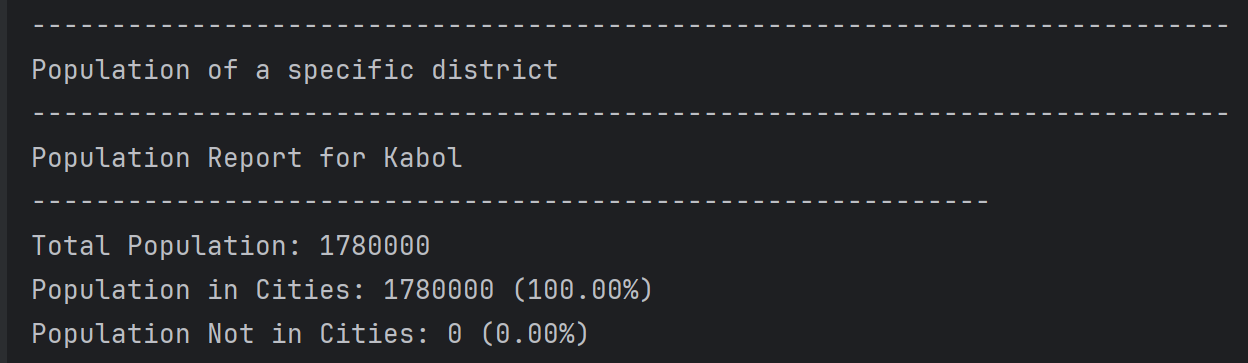 ---------------------------------------------------------------------------
Population of a specific district
---------------------------------------------------------------------------
Population Report for Kabol
------------------------------------------------------------
Total Population: 1780000
Population in Cities: 1780000 (100.00%)
Population Not in Cities: 0 (0.00%)